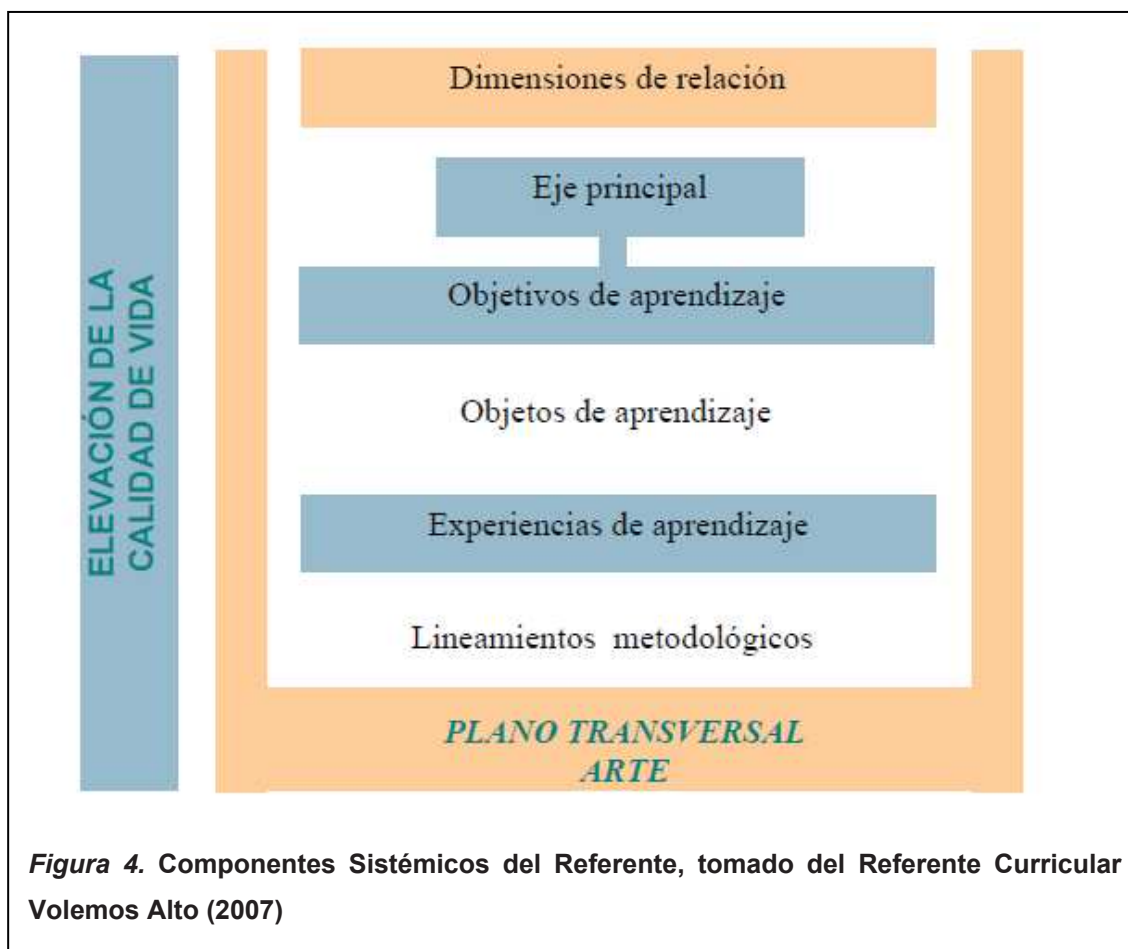 ELEVACIÓN DE LA
CALIDAD DE VIDA
Dimensiones de relación
Eje principal
Objetivos de aprendizaje
Objetos de aprendizaje
Experiencias de aprendizaje
Lineamientos metodológicos
PLANO TRANSVERSAL
ARTE
Figura 4. Componentes Sistémicos del Referente, tomado del Referente Curricular
Volemos Alto (2007)